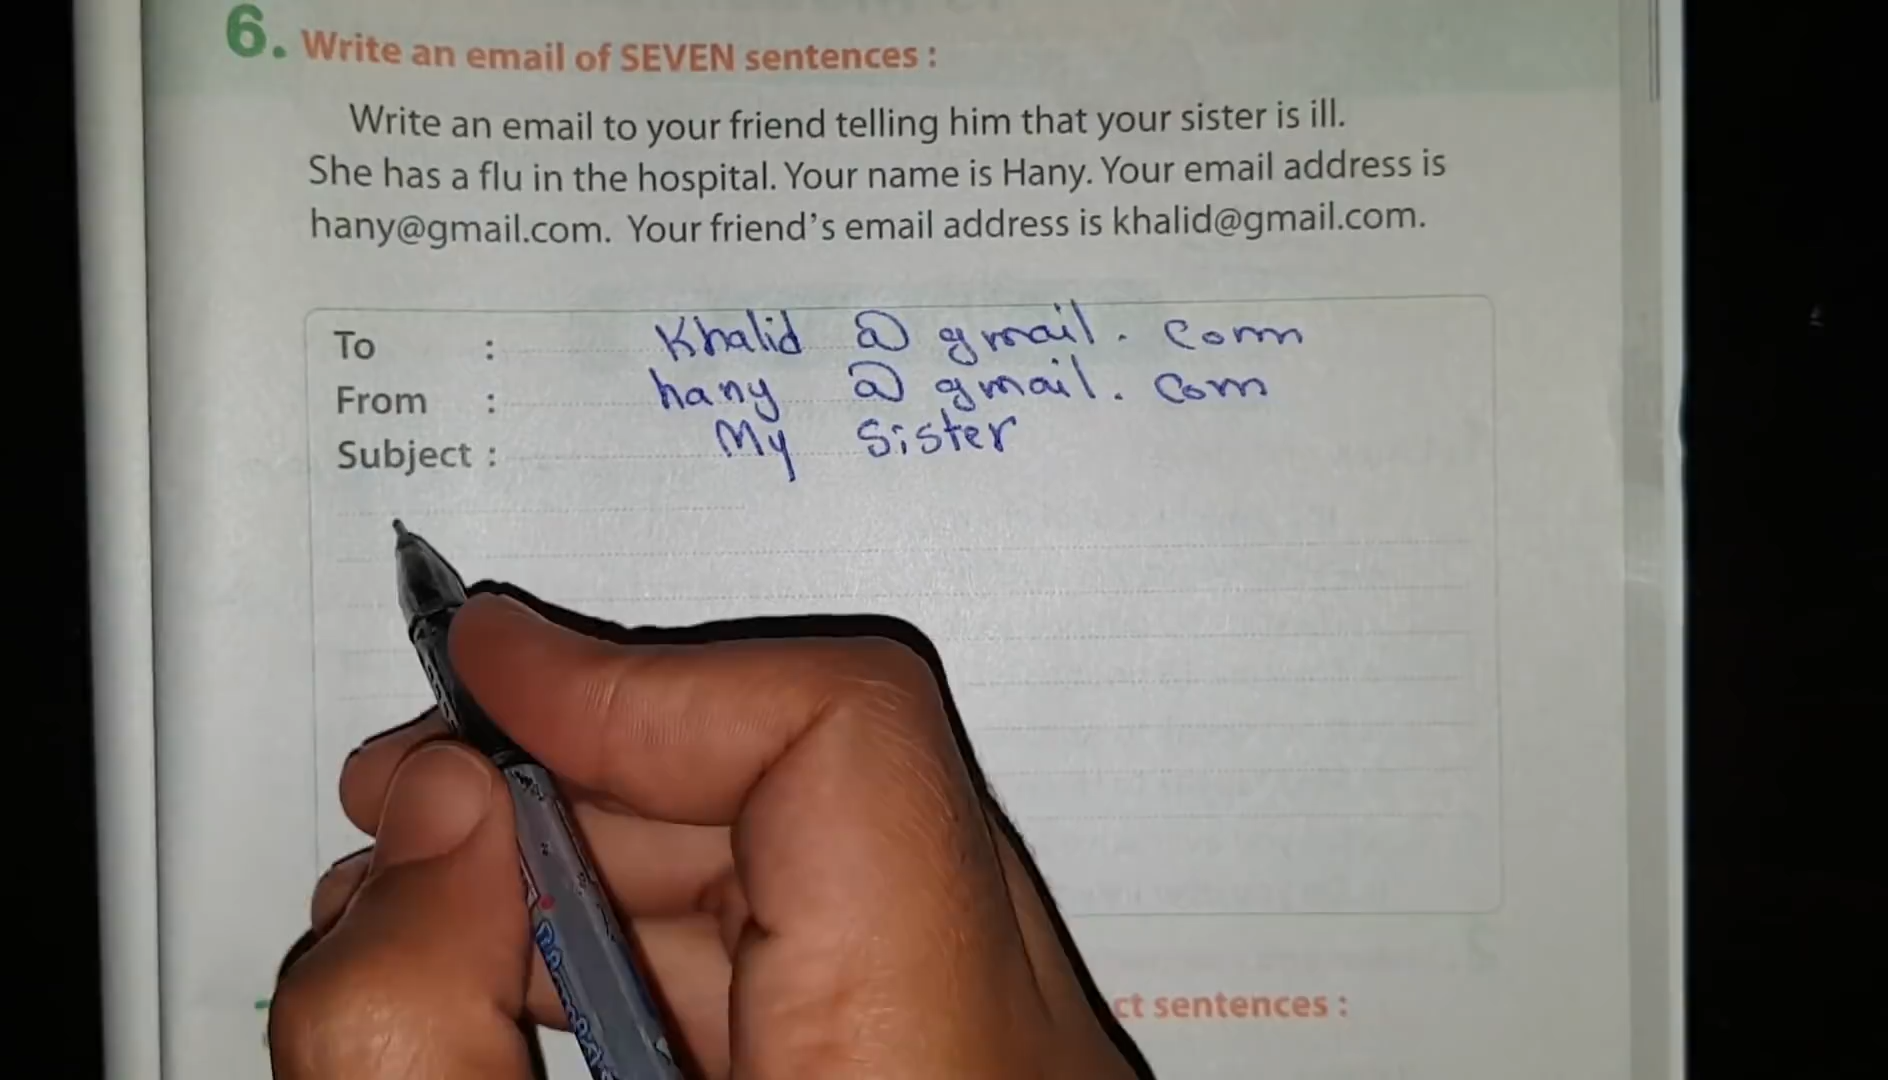 6. Write an email of SEVEN sentences :
Write an email to your friend telling him that your sister is ill.
She has a flu in the hospital. Your name is Hany. Your email address is
hany@gmail.com. Your friend's email address is khalid@gmail.com.
To : Khalid @ gmail. com
From : hany @ gmail. com
Subject : My Sister
ct sentences :